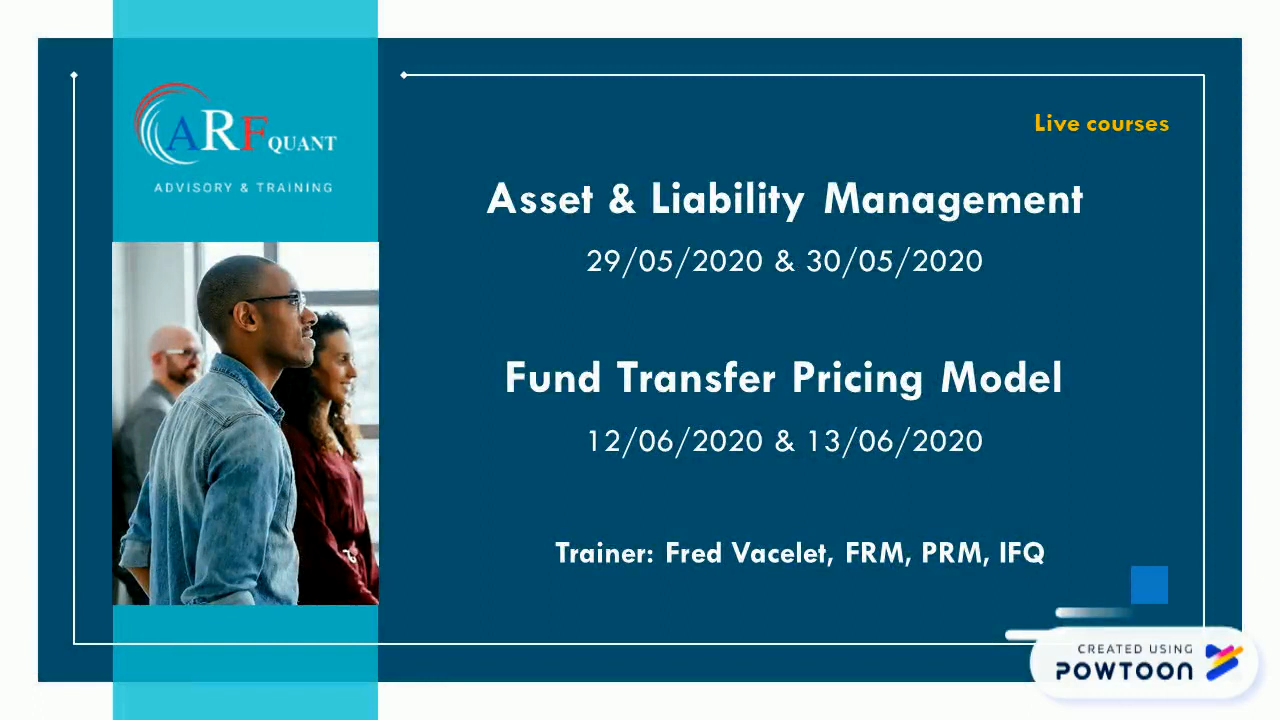 ARF QUANT
ADVISORY & TRAINING
Live courses
Asset & Liability Management
29/05/2020 & 30/05/2020
Fund Transfer Pricing Model
12/06/2020 & 13/06/2020
Trainer: Fred Vacelet, FRM, PRM, IFQ
CREATED USING
POWTOON